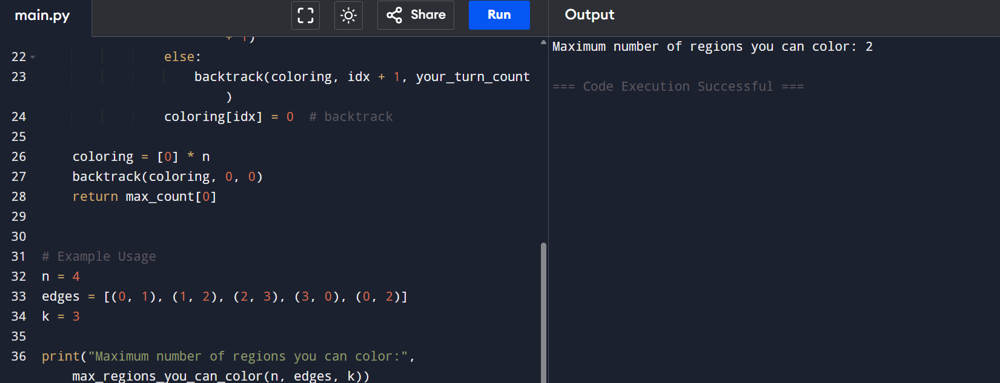 main.py
Share
Run
Output
+ 1)
22 else:
23 backtrack(coloring, idx + 1, your_turn_count
)
24 coloring[idx] = 0 # backtrack
25
26 coloring = [0] * n
27 backtrack(coloring, 0, 0)
28 return max_count[0]
29
30
31 # Example Usage
32 n = 4
33 edges = [(0, 1), (1, 2), (2, 3), (3, 0), (0, 2)]
34 k = 3
35
36 print("Maximum number of regions you can color:",
max_regions_you_can_color(n, edges, k))
Maximum number of regions you can color: 2
=== Code Execution Successful ===